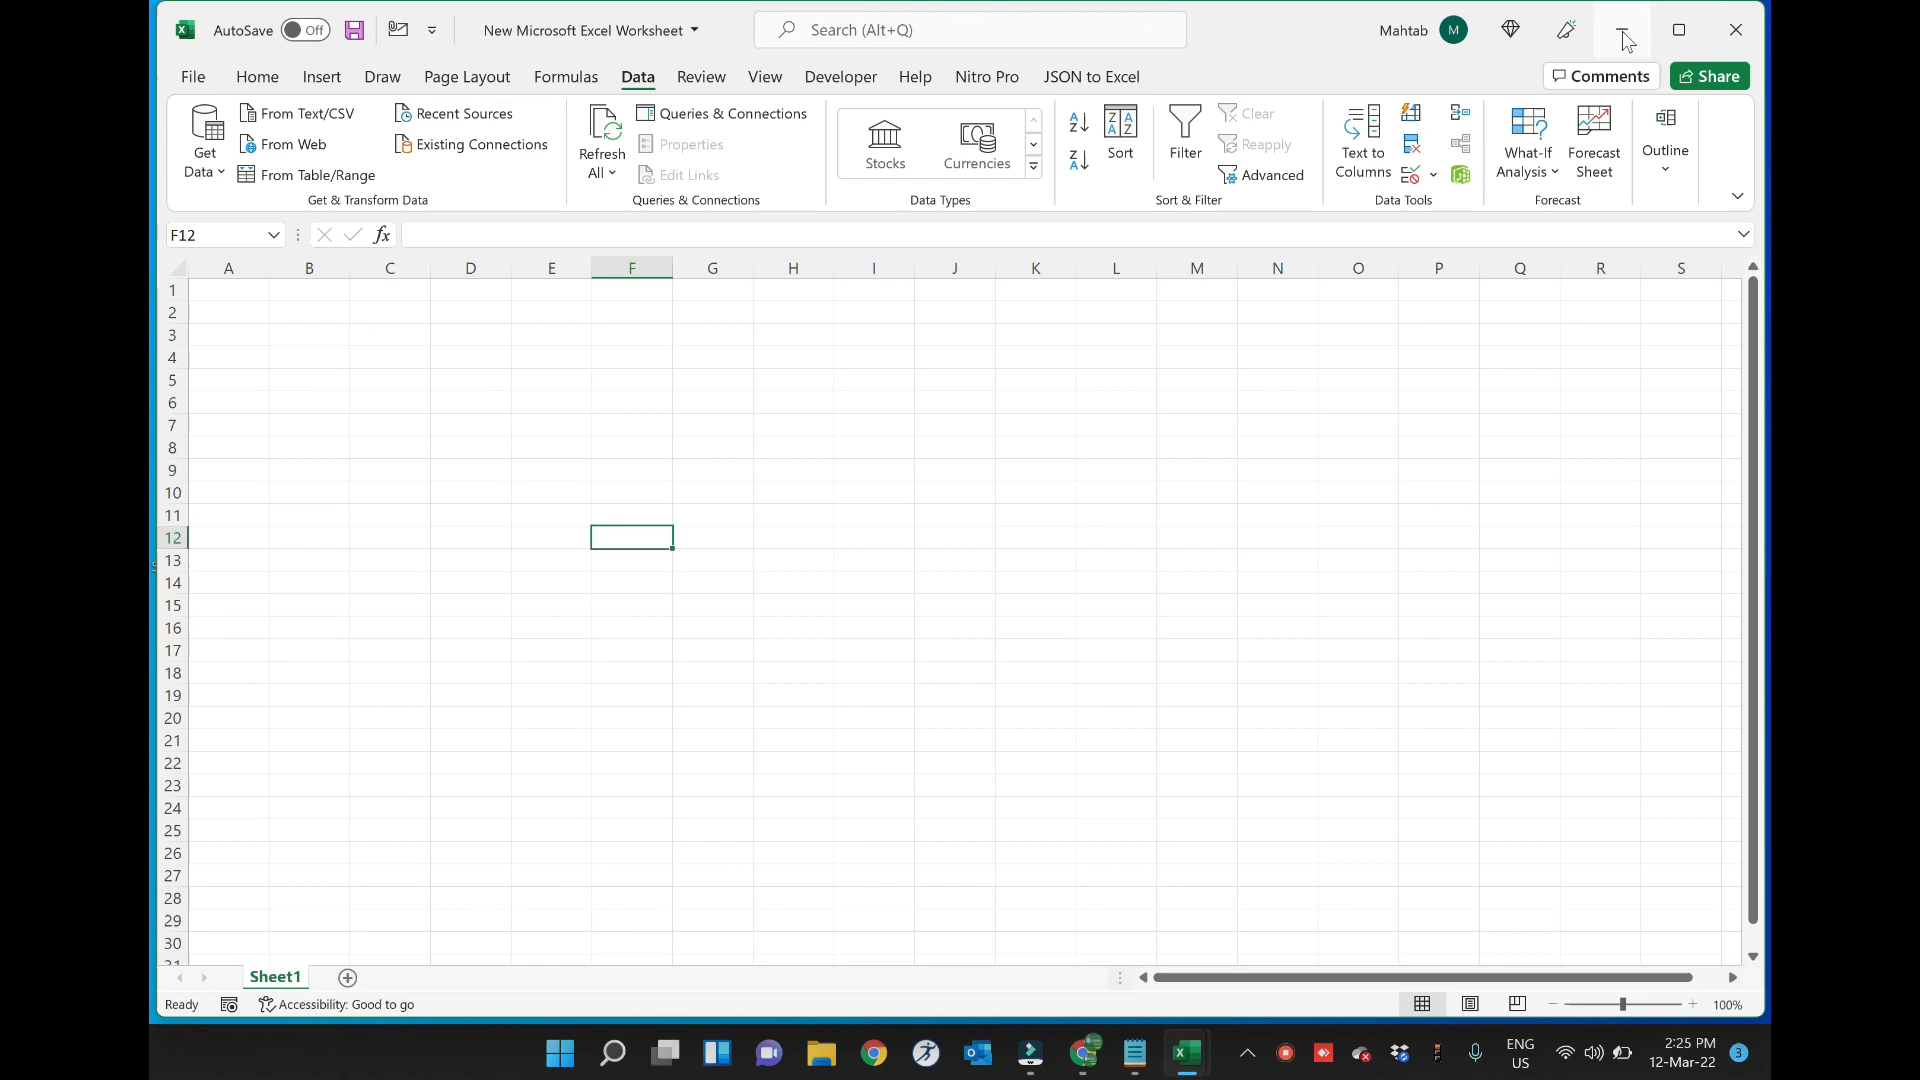 AutoSave Off New Microsoft Excel Worksheet Search (Alt+Q) Mahtab M
File Home Insert Draw Page Layout Formulas Data Review View Developer Help Nitro Pro JSON to Excel Comments Share
Get Data
From Text/CSV
From Web
From Table/Range
Recent Sources
Existing Connections
Get & Transform Data
Refresh All
Queries & Connections
Properties
Edit Links
Queries & Connections
Stocks
Currencies
Data Types
Sort
Filter
Clear
Reapply
Advanced
Sort & Filter
Text to
Columns
Data Tools
What-If
Analysis
Forecast
Sheet
Forecast
Outline
F12 fx
A B C D E F G H I J K L M N O P Q R S
1
2
3
4
5
6
7
8
9
10
11
12
13
14
15
16
17
18
19
20
21
22
23
24
25
26
27
28
29
30
31
Sheet1
Ready Accessibility: Good to go 100%
ENG
US
2:25 PM
12-Mar-22
3